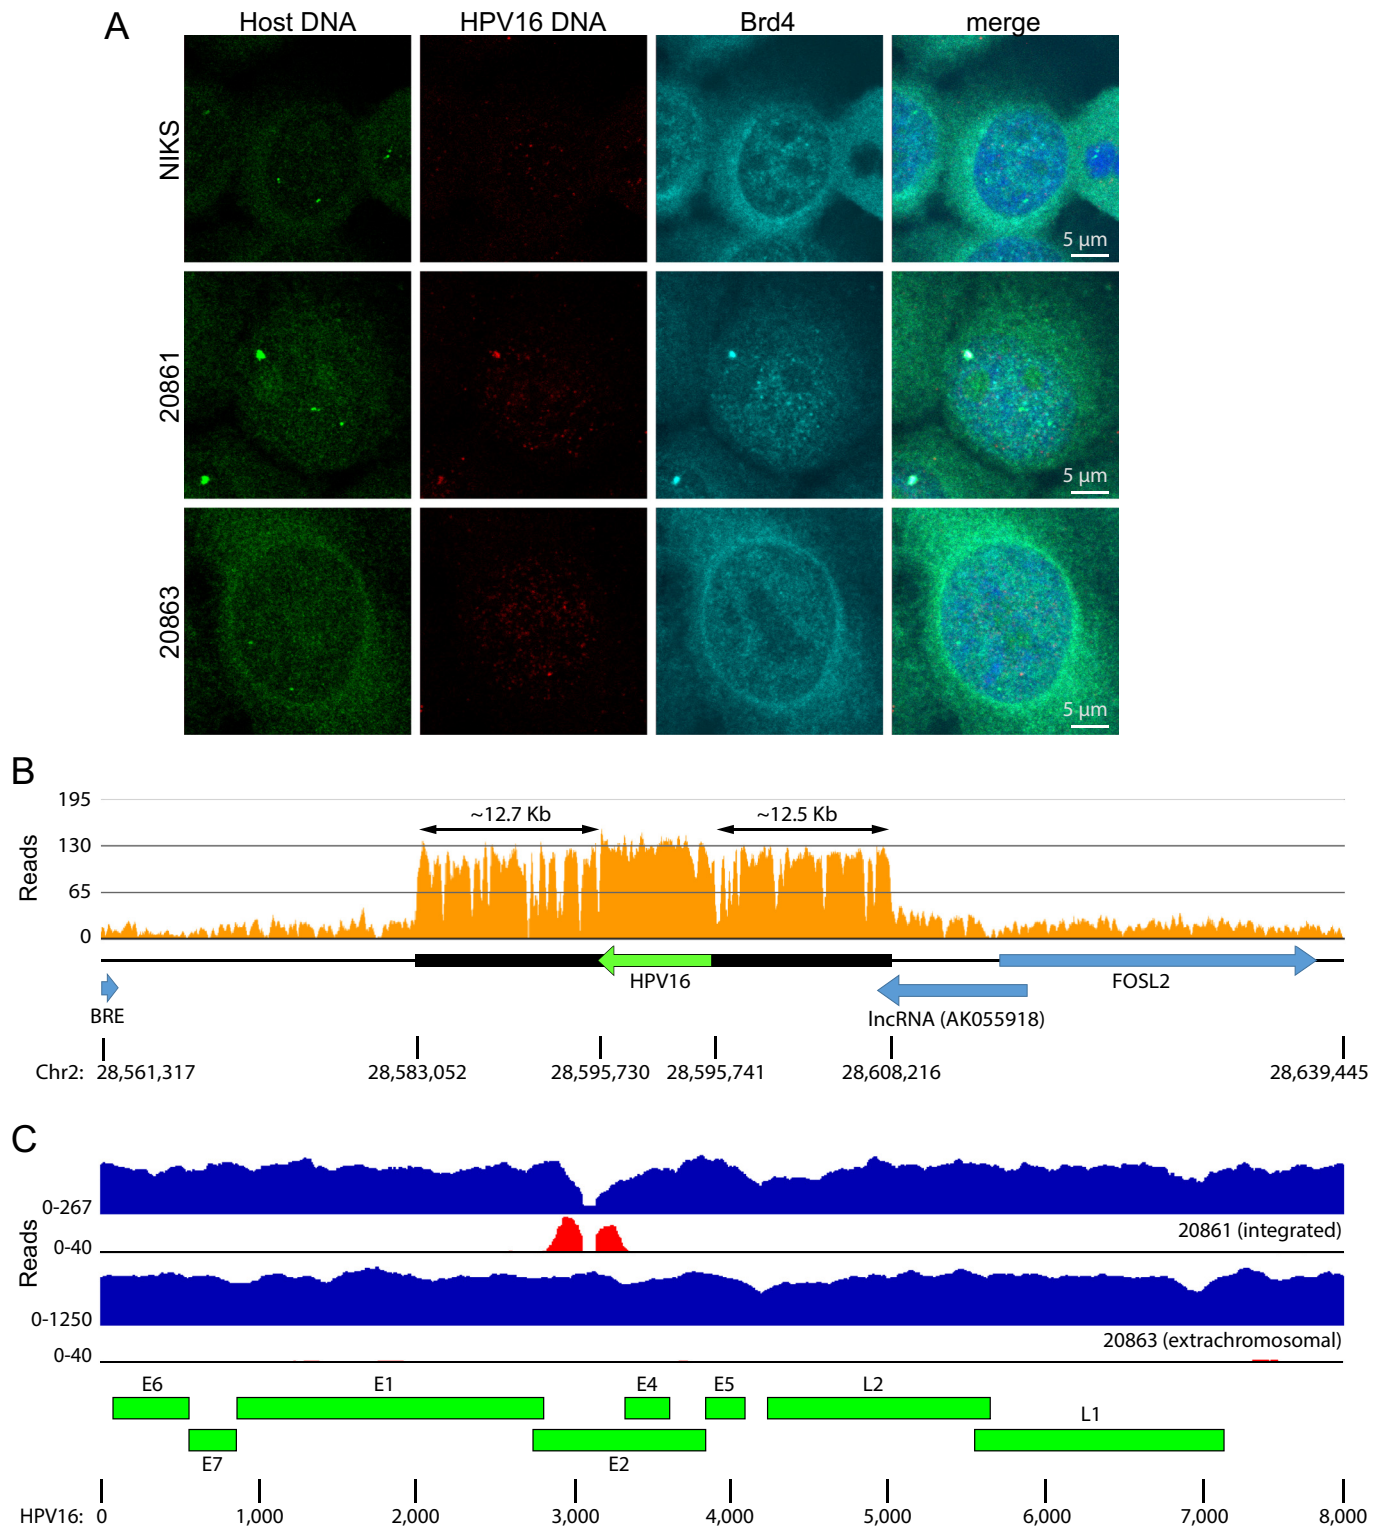 A
Host DNA
HPV16 DNA
Brd4
merge
NIKS
5 µm
20861
5 µm
20863
5 µm
B
195
~12.7 Kb
~12.5 Kb
130
Reads
65
0
HPV16
FOSL2
BRE
lncRNA (AK055918)
Chr2: 28,561,317 28,583,052 28,595,730 28,595,741 28,608,216 28,639,445
C
0-267
20861 (integrated)
Reads
0-40
0-1250
20863 (extrachromosomal)
0-40
E6 E1 E4 E5 L2
L1
E7 E2
HPV16: 0 1,000 2,000 3,000 4,000 5,000 6,000 7,000 8,000